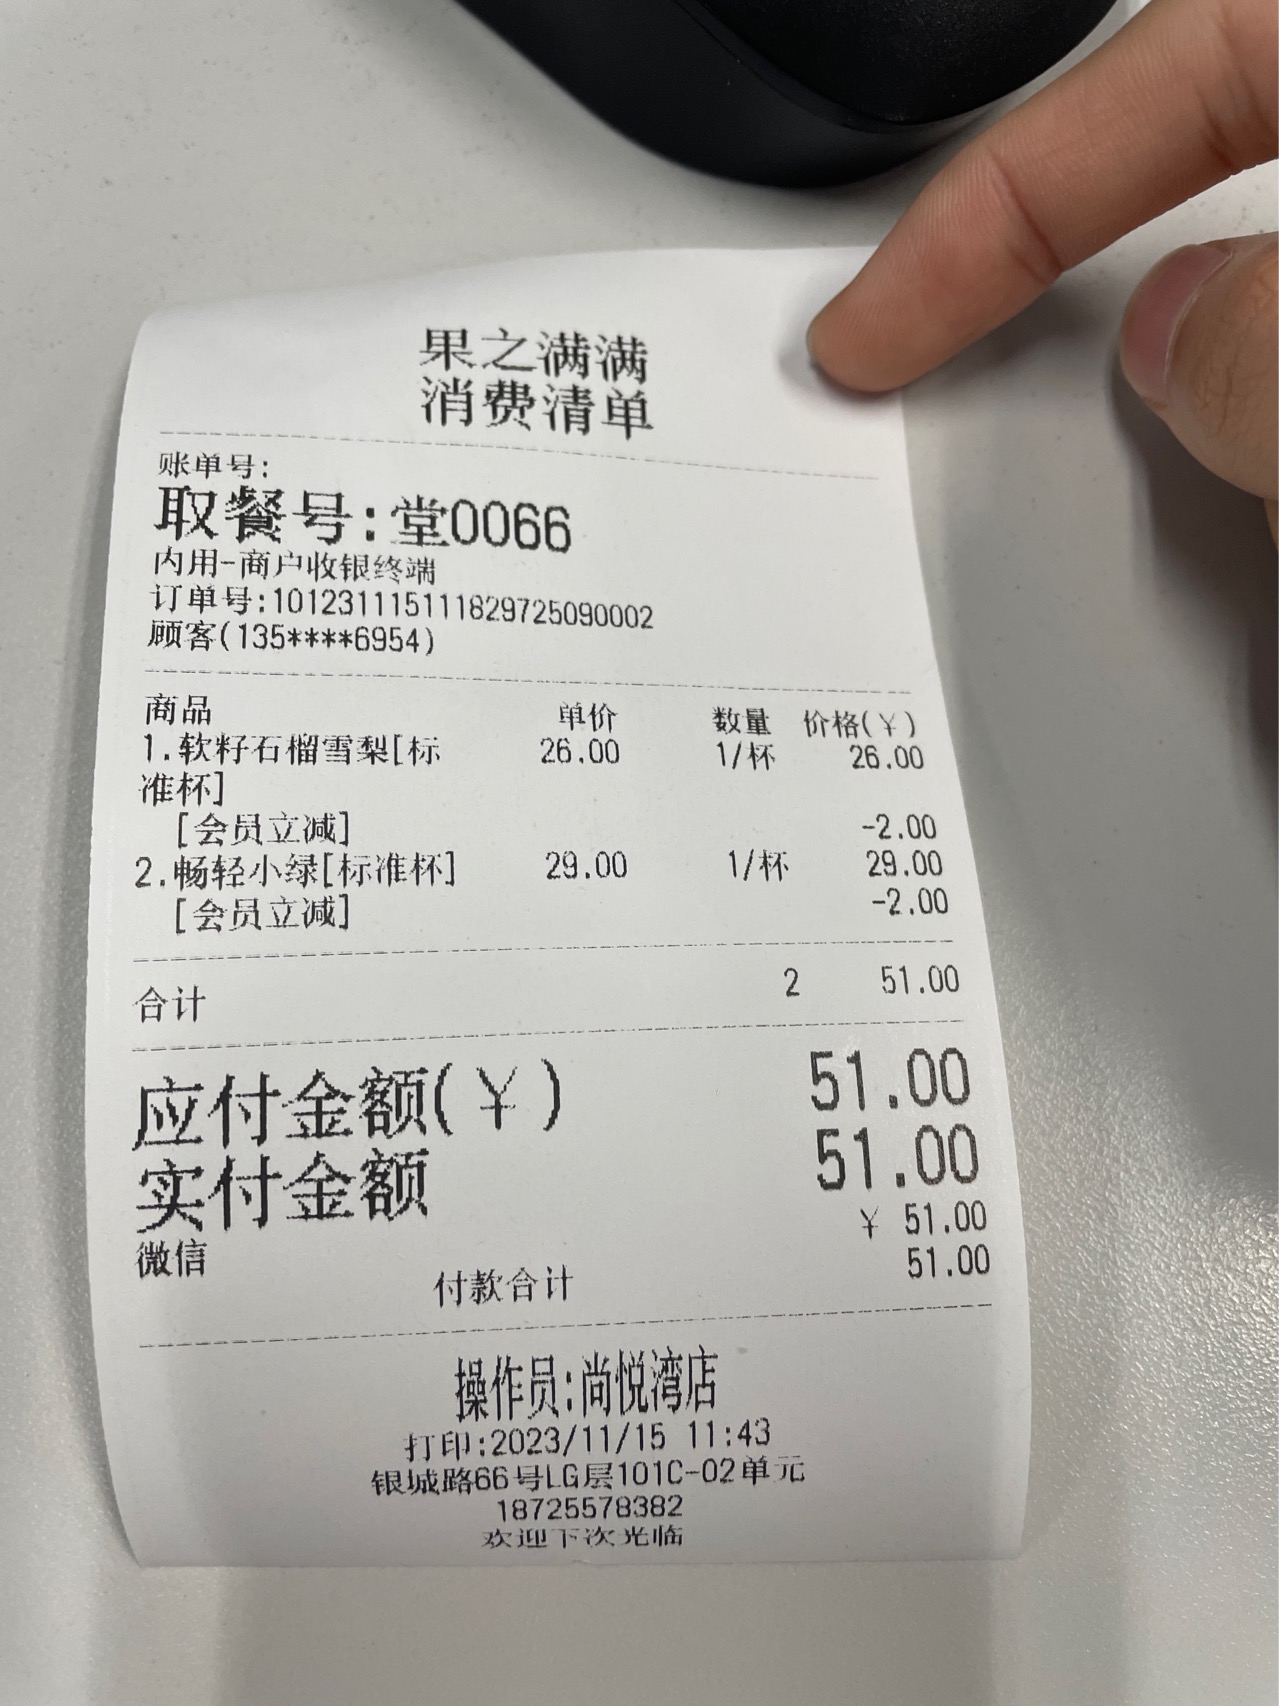 果之满满
消费清单
账单号:
取餐号:堂0066
内用-商户收银终端
订单号:101231115111829725090002
顾客(135****6954)
商品 单价 数量 价格(¥)
1.软籽石榴雪梨[标 26.00 1/杯 26.00
准杯]
[会员立减] -2.00
2.畅轻小绿[标准杯] 29.00 1/杯 29.00
[会员立减] -2.00
合计 2 51.00
应付金额(¥) 51.00
实付金额 51.00
微信 ¥ 51.00
付款合计 51.00
操作员:尚悦湾店
打印:2023/11/15 11:43
银城路66号LG层101C-02单元
18725578382
欢迎下次光临